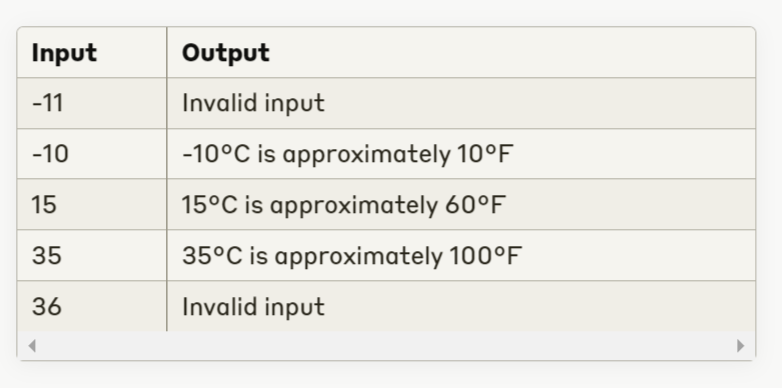 Input Output
-11 Invalid input
-10 -10°C is approximately 10°F
15 15°C is approximately 60°F
35 35°C is approximately 100°F
36 Invalid input